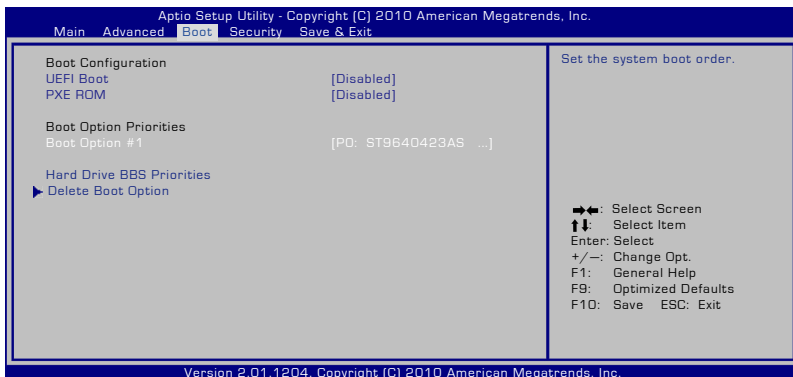 Aptio Setup Utility - Copyright (C) 2010 American Megatrends, Inc.
Main Advanced Boot Security Save & Exit
Boot Configuration
UEFI Boot [Disabled]
PXE ROM [Disabled]
Boot Option Priorities
Boot Option #1 [P0: ST9640423AS ...]
Hard Drive BBS Priorities
Delete Boot Option
Set the system boot order.
→←: Select Screen
↑↓: Select Item
Enter: Select
+/—: Change Opt.
F1: General Help
F9: Optimized Defaults
F10: Save ESC: Exit
Version 2.01.1204. Copyright (C) 2010 American Megatrends, Inc.